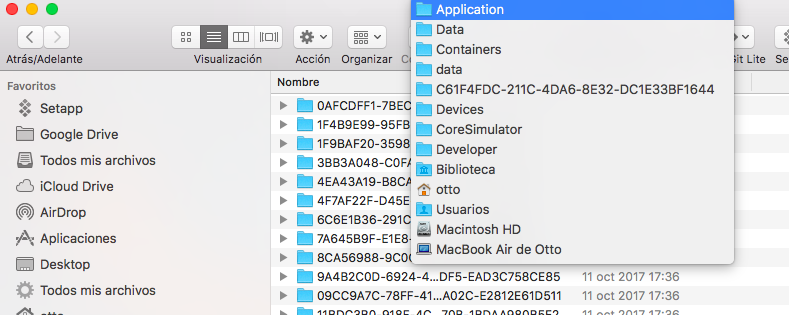 Application
Data
Containers
data
C61F4FDC-211C-4DA6-8E32-DC1E33BF1644
Devices
CoreSimulator
Developer
Biblioteca
otto
Usuarios
Macintosh HD
MacBook Air de Otto
Atrás/Adelante
Visualización
Acción
Organizar
Git Lite
Nombre
Favoritos
Setapp
Google Drive
Todos mis archivos
iCloud Drive
AirDrop
Aplicaciones
Desktop
Todos mis archivos
otto
0AFCDFF1-7BEC
1F4B9E99-95FB
1F9BAF20-3598
3BB3A048-C0FA
4EA43A19-B8CA
4F7AF22F-D45E
6C6E1B36-291C
7A645B9F-E1E8-
8CA56988-9C06
9A4B2C0D-6924-4...DF5-EAD3C758CE85 11 oct 2017 17:36
09CC9A7C-78FF-41...A02C-E2812E61D511 11 oct 2017 17:36